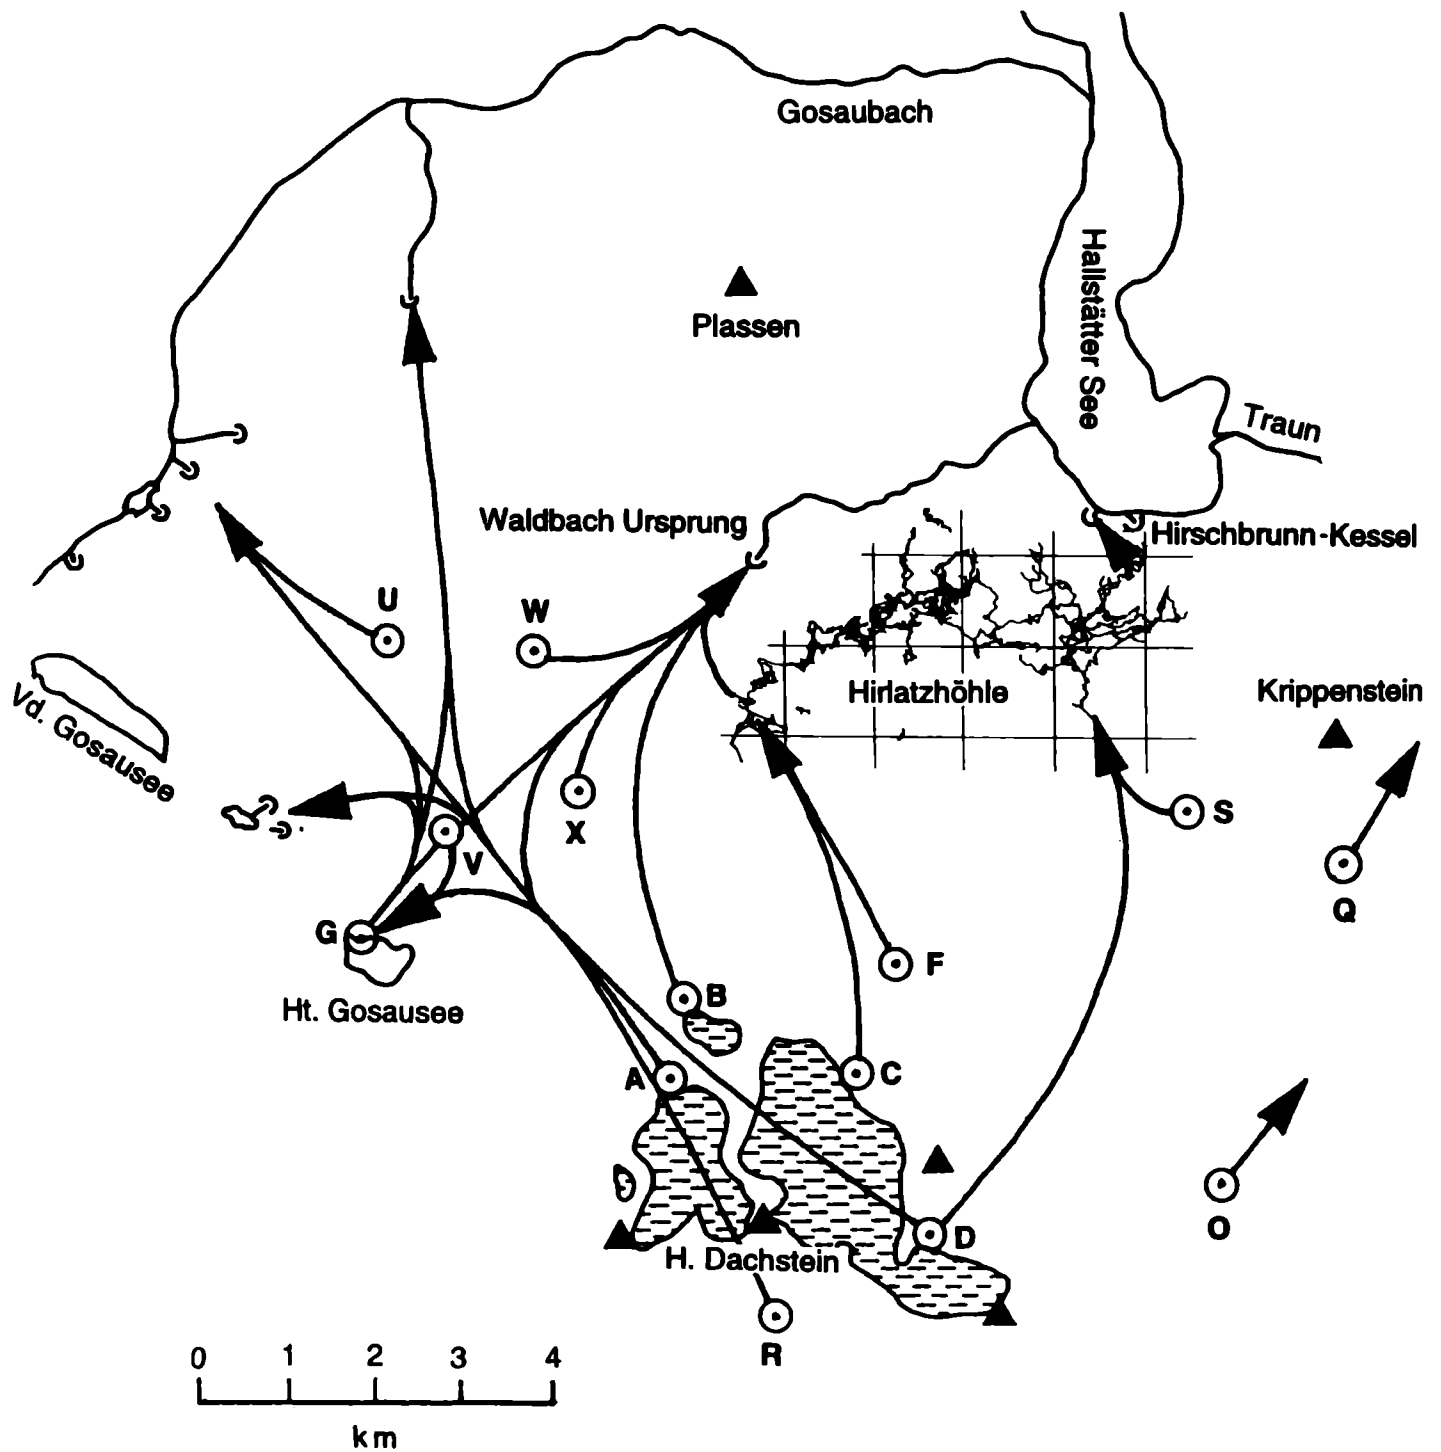 Gosaubach
Hallstätter See
Plassen
Traun
Waldbach Ursprung
Hirschbrunn-Kessel
U
W
Vd. Gosausee
Hirlatzhöhle
Krippenstein
X
S
V
Q
G
F
Ht. Gosausee
B
A
C
D
O
H. Dachstein
R
0 1 2 3 4
km